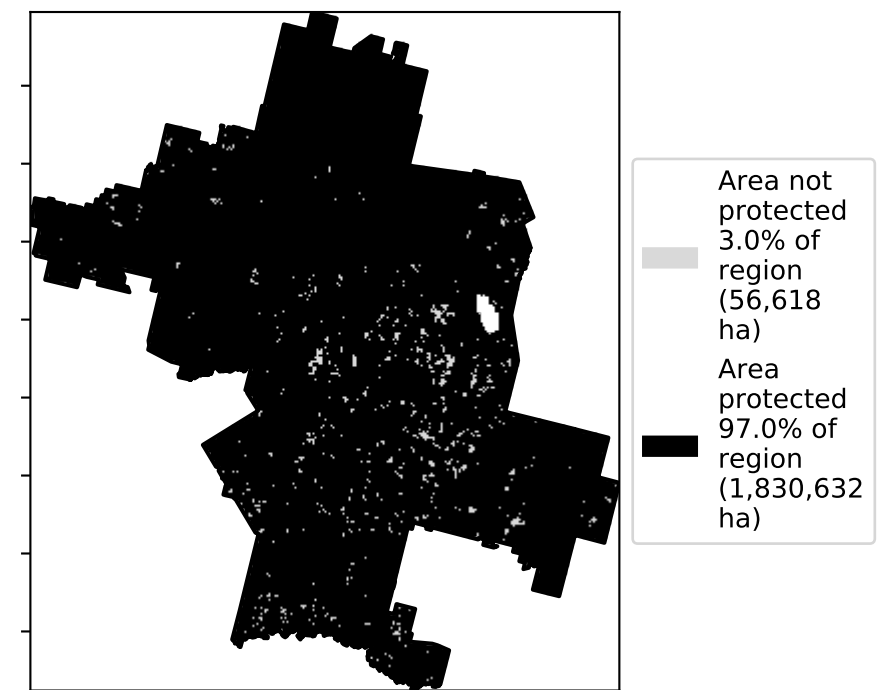 Area not
protected
3.0% of
region
(56,618
ha)
Area
protected
97.0% of
region
(1,830,632
ha)